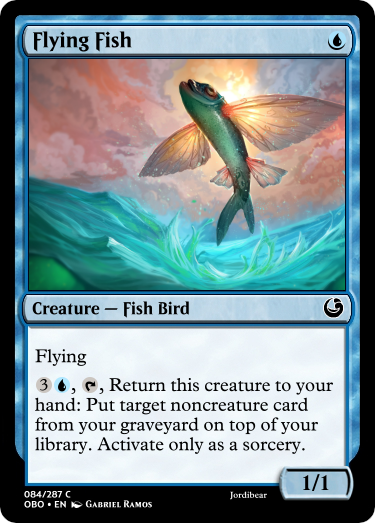 Flying Fish
Creature — Fish Bird
Flying
3, , Return this creature to your
hand: Put target noncreature card
from your graveyard on top of your
library. Activate only as a sorcery.
1/1
084/287 C
OBO • EN Gabriel Ramos
Jordibear